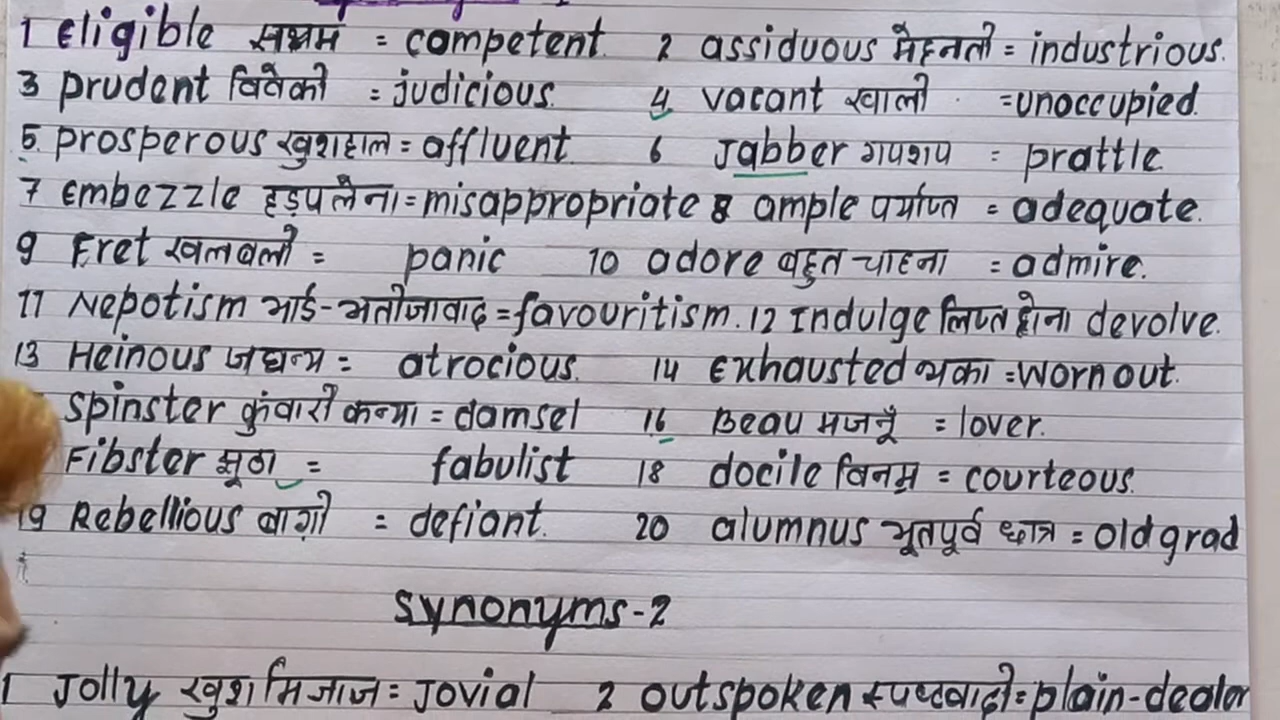 1 Eligible सक्षम = competent. 2 assiduous मेहनती = industrious.
3 prudent विवेकी = judicious. 4 vacant खाली = unoccupied.
5 prosperous खुशहाल = affluent 6 Jabber गपशप = prattle.
7 Embezzle हड़पलेना = misappropriate 8 ample पर्याप्त = adequate.
9 Fret खलबली = panic 10 adore बहुत चाहना = admire.
11 Nepotism भाई-भतीजावाद = favouritism. 12 Indulge लिप्त होना devolve.
13 Heinous जघन्य = atrocious. 14 Exhausted थका = worn out.
spinster कुंवारी कन्या = damsel 16 Beau मजनूँ = lover.
Fibster झूठा = fabulist 18 docile विनम्र = courteous.
19 Rebellious बाग़ी = defiant. 20 alumnus भूतपूर्व छात्र = old grad
Synonyms-2
1 Jolly खुशमिजाज = Jovial 2 outspoken स्पष्टवादी = plain-dealer